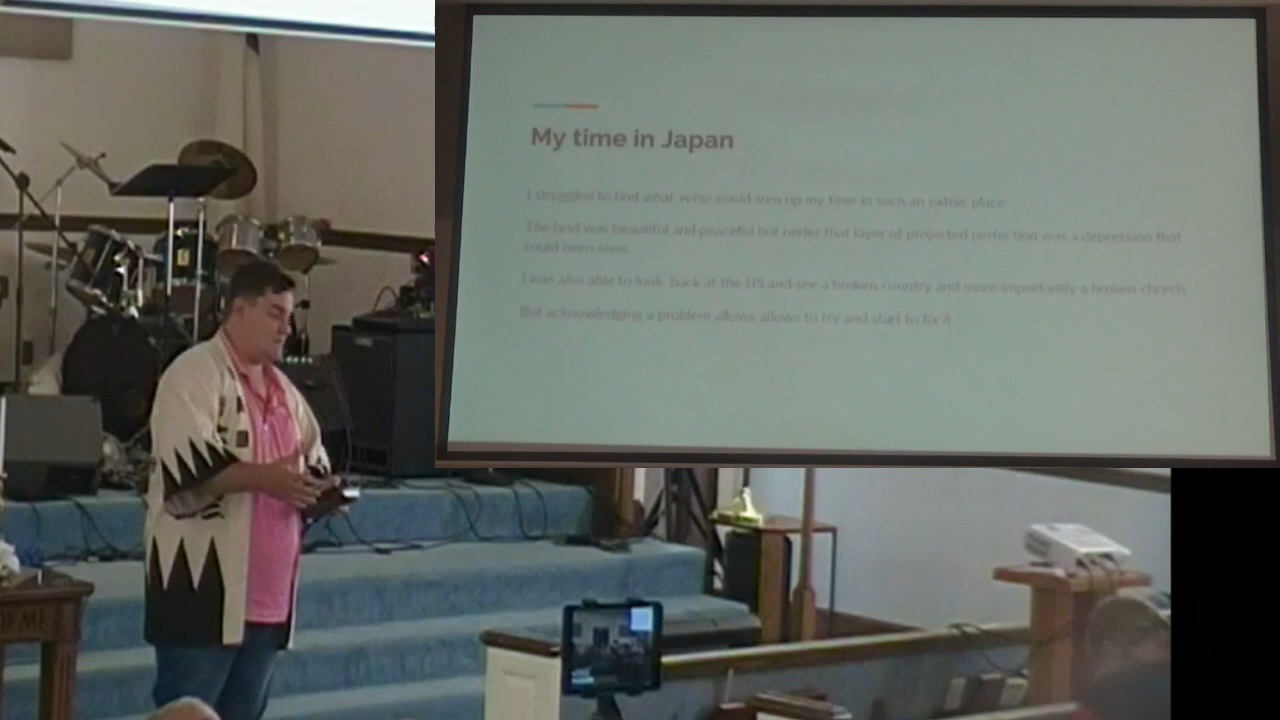 My time in Japan
I struggled to find what verse could sum up my time in such an extoic place
The land was beautiful and peaceful but under that layer of projected perfection was a depression that
could been seen.
I was also able to look back at the US and see a broken country and more importantly a broken church.
But acknowledging a problem allows allows to try and start to fix it.
OF ME